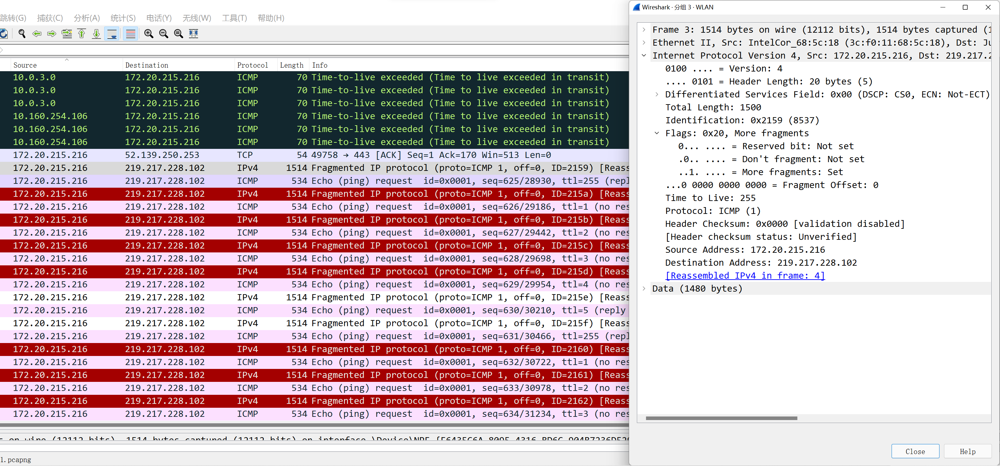 跳转(G) 捕获(C) 分析(A) 统计(S) 电话(Y) 无线(W) 工具(T) 帮助(H)
Source Destination Protocol Length Info
10.0.3.0 172.20.215.216 ICMP 70 Time-to-live exceeded (Time to live exceeded in transit)
10.0.3.0 172.20.215.216 ICMP 70 Time-to-live exceeded (Time to live exceeded in transit)
10.0.3.0 172.20.215.216 ICMP 70 Time-to-live exceeded (Time to live exceeded in transit)
10.160.254.106 172.20.215.216 ICMP 70 Time-to-live exceeded (Time to live exceeded in transit)
10.160.254.106 172.20.215.216 ICMP 70 Time-to-live exceeded (Time to live exceeded in transit)
10.160.254.106 172.20.215.216 ICMP 70 Time-to-live exceeded (Time to live exceeded in transit)
172.20.215.216 52.139.250.253 TCP 54 49758 → 443 [ACK] Seq=1 Ack=170 Win=513 Len=0
172.20.215.216 219.217.228.102 IPv4 1514 Fragmented IP protocol (proto=ICMP 1, off=0, ID=2159) [Reass
172.20.215.216 219.217.228.102 ICMP 534 Echo (ping) request id=0x0001, seq=625/28930, ttl=255 (repl
172.20.215.216 219.217.228.102 IPv4 1514 Fragmented IP protocol (proto=ICMP 1, off=0, ID=215a) [Reass
172.20.215.216 219.217.228.102 ICMP 534 Echo (ping) request id=0x0001, seq=626/29186, ttl=1 (no res
172.20.215.216 219.217.228.102 IPv4 1514 Fragmented IP protocol (proto=ICMP 1, off=0, ID=215b) [Reass
172.20.215.216 219.217.228.102 ICMP 534 Echo (ping) request id=0x0001, seq=627/29442, ttl=2 (no res
172.20.215.216 219.217.228.102 IPv4 1514 Fragmented IP protocol (proto=ICMP 1, off=0, ID=215c) [Reass
172.20.215.216 219.217.228.102 ICMP 534 Echo (ping) request id=0x0001, seq=628/29698, ttl=3 (no res
172.20.215.216 219.217.228.102 IPv4 1514 Fragmented IP protocol (proto=ICMP 1, off=0, ID=215d) [Reass
172.20.215.216 219.217.228.102 ICMP 534 Echo (ping) request id=0x0001, seq=629/29954, ttl=4 (no res
172.20.215.216 219.217.228.102 IPv4 1514 Fragmented IP protocol (proto=ICMP 1, off=0, ID=215e) [Reass
172.20.215.216 219.217.228.102 ICMP 534 Echo (ping) request id=0x0001, seq=630/30210, ttl=5 (reply
172.20.215.216 219.217.228.102 IPv4 1514 Fragmented IP protocol (proto=ICMP 1, off=0, ID=215f) [Reass
172.20.215.216 219.217.228.102 ICMP 534 Echo (ping) request id=0x0001, seq=631/30466, ttl=255 (repl
172.20.215.216 219.217.228.102 IPv4 1514 Fragmented IP protocol (proto=ICMP 1, off=0, ID=2160) [Reass
172.20.215.216 219.217.228.102 ICMP 534 Echo (ping) request id=0x0001, seq=632/30722, ttl=1 (no res
172.20.215.216 219.217.228.102 IPv4 1514 Fragmented IP protocol (proto=ICMP 1, off=0, ID=2161) [Reass
172.20.215.216 219.217.228.102 ICMP 534 Echo (ping) request id=0x0001, seq=633/30978, ttl=2 (no res
172.20.215.216 219.217.228.102 IPv4 1514 Fragmented IP protocol (proto=ICMP 1, off=0, ID=2162) [Reass
172.20.215.216 219.217.228.102 ICMP 534 Echo (ping) request id=0x0001, seq=634/31234, ttl=3 (no res
on wire (12112 bits), 1514 bytes captured (12112 bits) on interface
l.pcapng
Wireshark · 分组 3 · WLAN
Frame 3: 1514 bytes on wire (12112 bits), 1514 bytes captured (1
Ethernet II, Src: IntelCor_68:5c:18 (3c:f0:11:68:5c:18), Dst: Ju
Internet Protocol Version 4, Src: 172.20.215.216, Dst: 219.217.2
0100 .... = Version: 4
.... 0101 = Header Length: 20 bytes (5)
Differentiated Services Field: 0x00 (DSCP: CS0, ECN: Not-ECT)
Total Length: 1500
Identification: 0x2159 (8537)
Flags: 0x20, More fragments
0... .... = Reserved bit: Not set
.0.. .... = Don't fragment: Not set
..1. .... = More fragments: Set
...0 0000 0000 0000 = Fragment Offset: 0
Time to Live: 255
Protocol: ICMP (1)
Header Checksum: 0x0000 [validation disabled]
[Header checksum status: Unverified]
Source Address: 172.20.215.216
Destination Address: 219.217.228.102
[Reassembled IPv4 in frame: 4]
Data (1480 bytes)
Close Help